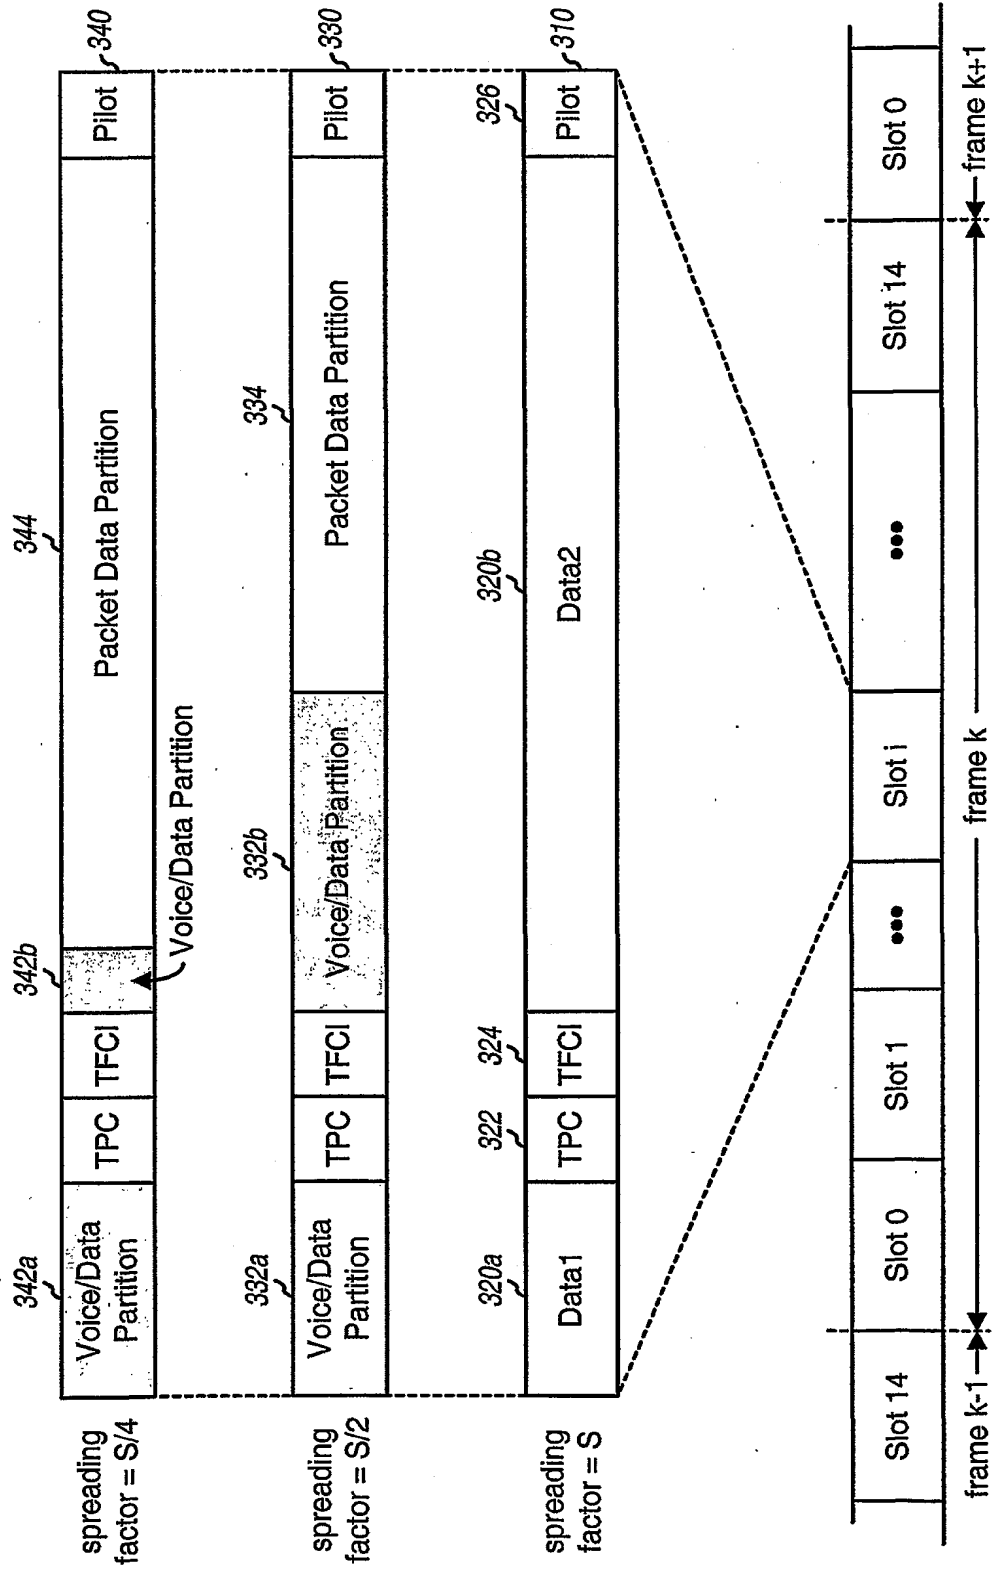 342a
342b
344
340
spreading
factor = S/4
Voice/Data
Partition
TPC
TFCI
Packet Data Partition
Pilot
Voice/Data Partition
332a
332b
334
330
spreading
factor = S/2
Voice/Data
Partition
TPC
TFCI
Voice/Data Partition
Packet Data Partition
Pilot
320a
322
324
320b
326
310
spreading
factor = S
Data1
TPC
TFCI
Data2
Pilot
Slot 14
Slot 0
Slot 1
•••
Slot i
•••
Slot 14
Slot 0
frame k-1
frame k
frame k+1